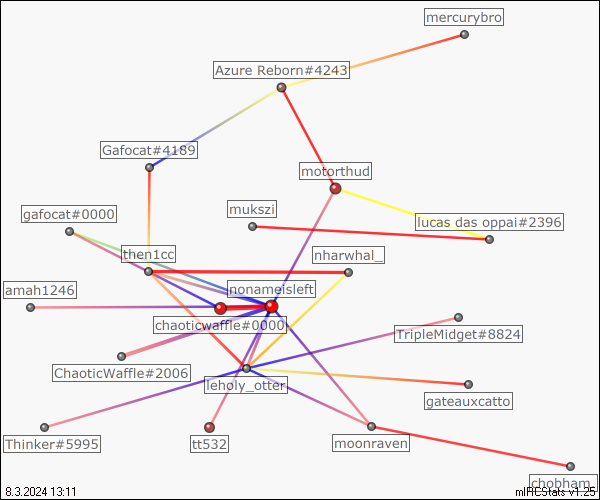 mercurybro
Azure Reborn#4243
Gafocat#4189
motorthud
gafocat#0000
mukszi
lucas das oppai#2396
then1cc
nharwhal_
amah1246
nonameisleft
chaoticwaffle#0000
TripleMidget#8824
ChaoticWaffle#2006
leholy_otter
gateauxcatto
Thinker#5995
tt532
moonraven
chobham_
8.3.2024 13:11
mIRCStats v1.25